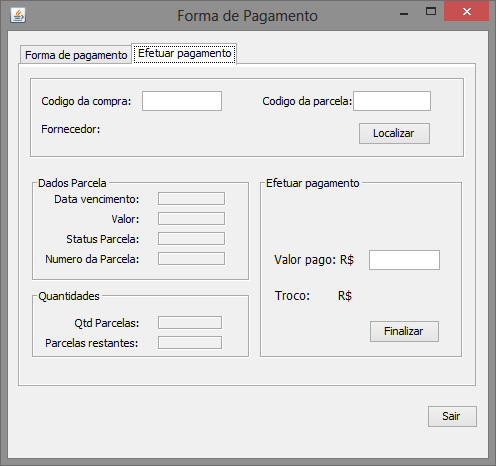 Forma de Pagamento
Forma de pagamento Efetuar pagamento
Codigo da compra: Codigo da parcela:
Fornecedor: Localizar
Dados Parcela
Data vencimento:
Valor:
Status Parcela:
Numero da Parcela:
Quantidades
Qtd Parcelas:
Parcelas restantes:
Efetuar pagamento
Valor pago: R$
Troco: R$
Finalizar
Sair